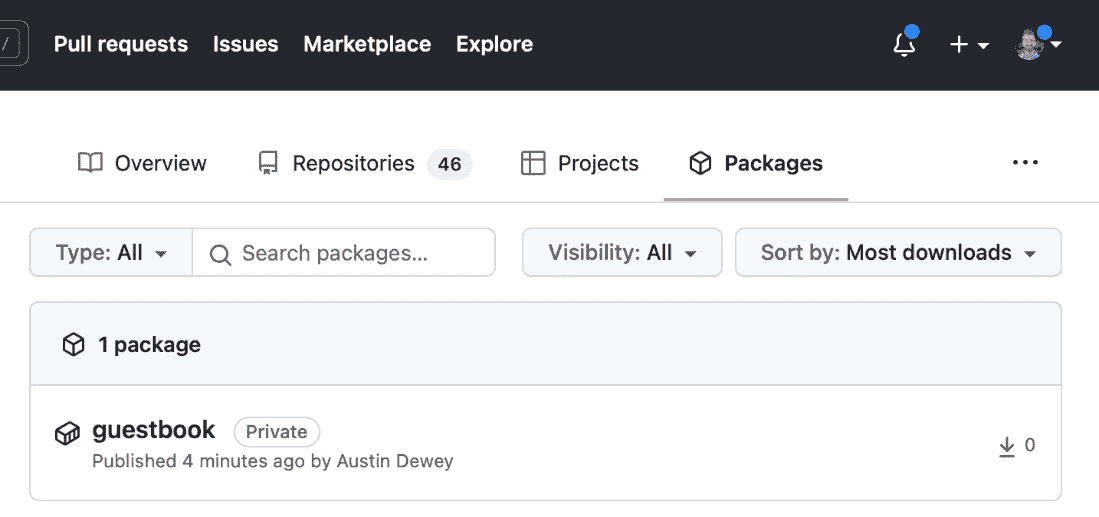 / Pull requests Issues Marketplace Explore
Overview Repositories 46 Projects Packages ...
Type: All Search packages... Visibility: All Sort by: Most downloads
1 package
guestbook Private
Published 4 minutes ago by Austin Dewey
0